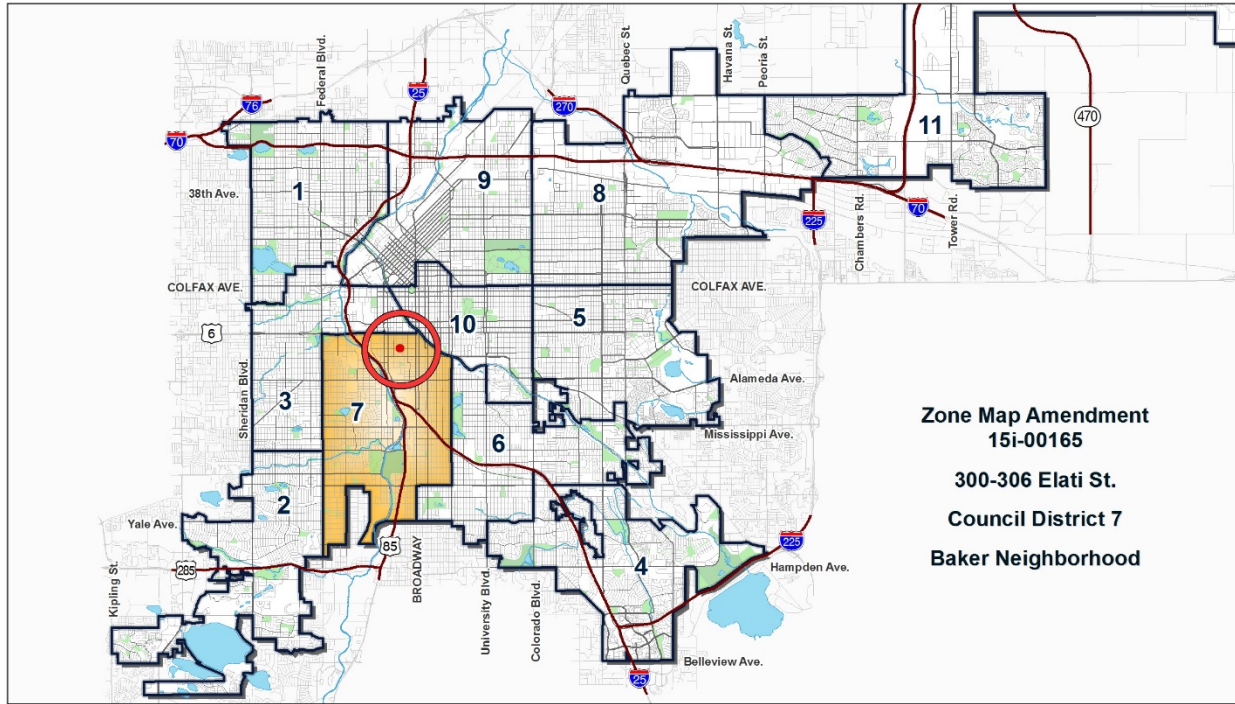 Federal Blvd.
Quebec St.
Havana St.
Peoria St.
76
25
270
70
470
11
1
9
8
38th Ave.
225
Chambers Rd.
70
Tower Rd.
COLFAX AVE.
COLFAX AVE.
6
10
5
Sheridan Blvd.
3
7
Alameda Ave.
Mississippi Ave.
6
2
Yale Ave.
85
BROADWAY
285
Kipling St.
University Blvd.
Colorado Blvd.
4
225
Hampden Ave.
Belleview Ave.
25
Zone Map Amendment
15i-00165
300-306 Elati St.
Council District 7
Baker Neighborhood